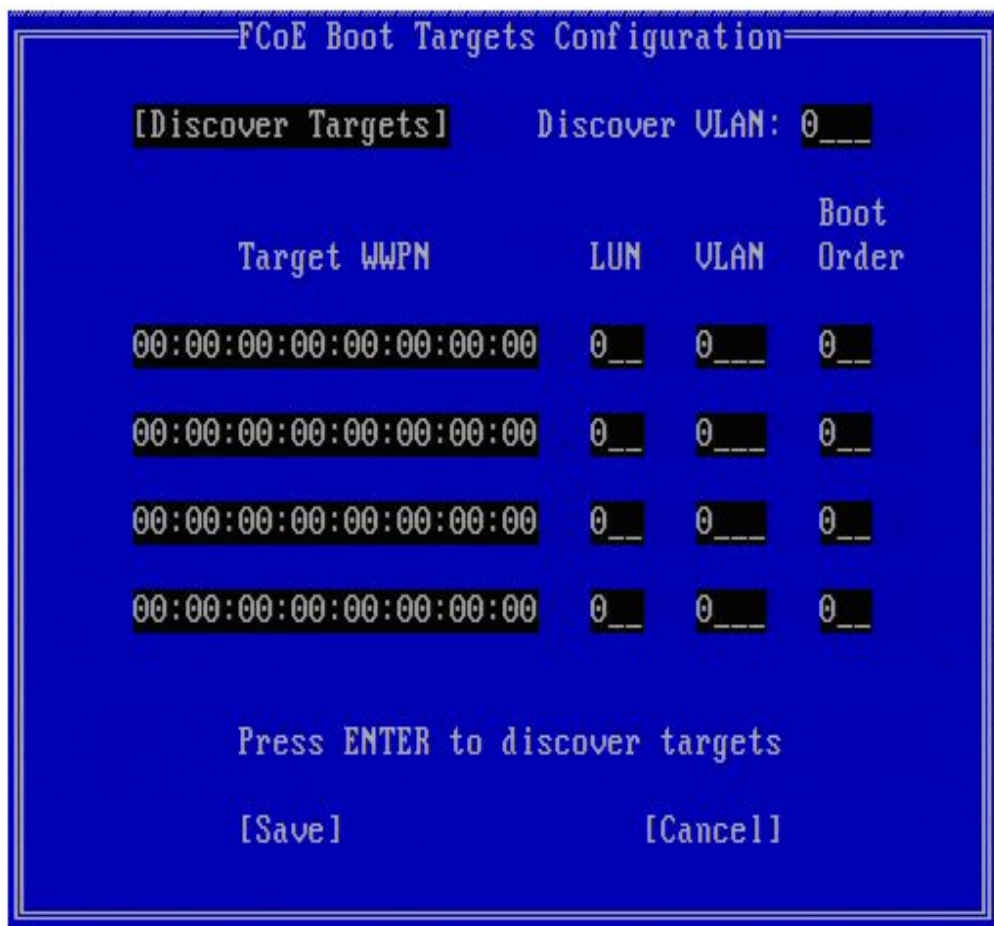 FCoE Boot Targets Configuration
[Discover Targets] Discover VLAN: 0___
Boot
Target WWPN LUN VLAN Order
00:00:00:00:00:00:00:00 0__ 0___ 0__
00:00:00:00:00:00:00:00 0__ 0___ 0__
00:00:00:00:00:00:00:00 0__ 0___ 0__
00:00:00:00:00:00:00:00 0__ 0___ 0__
Press ENTER to discover targets
[Save] [Cancel]